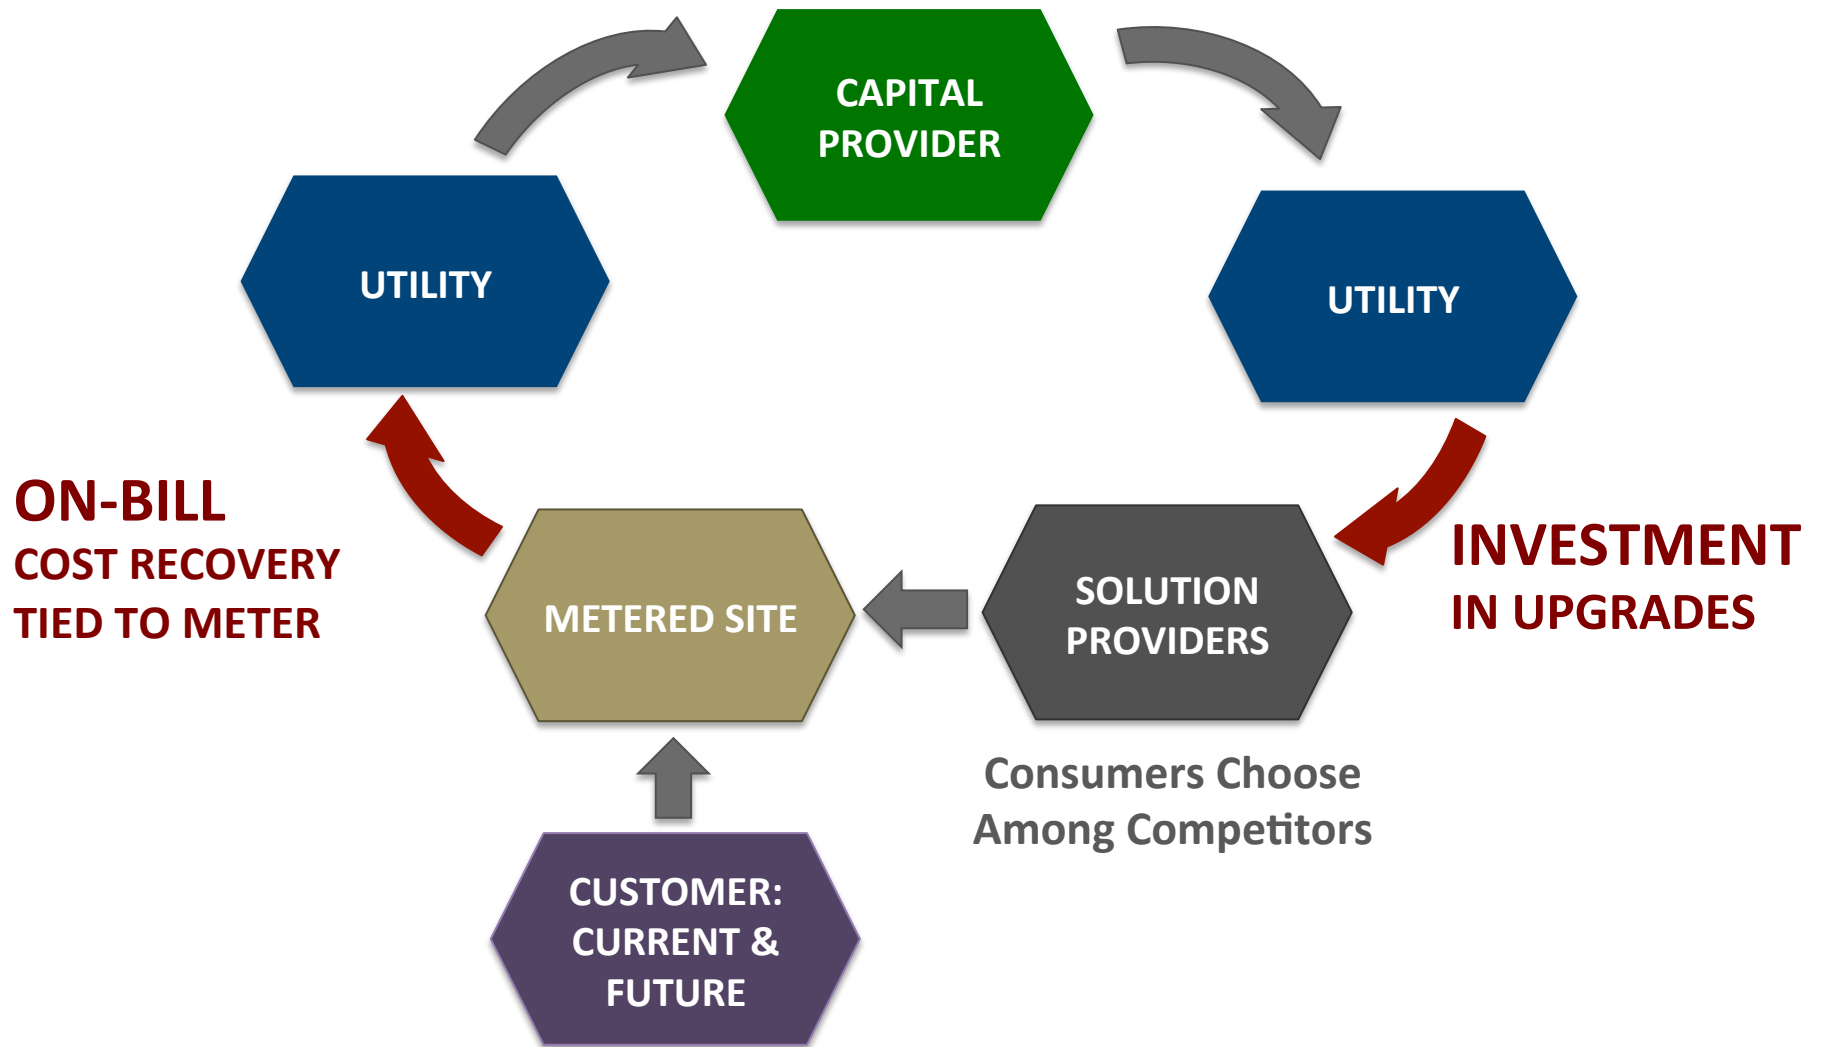 CAPITAL
PROVIDER
UTILITY
UTILITY
ON-BILL
COST RECOVERY
TIED TO METER
METERED SITE
SOLUTION
PROVIDERS
INVESTMENT
IN UPGRADES
Consumers Choose
Among Competitors
CUSTOMER:
CURRENT &
FUTURE